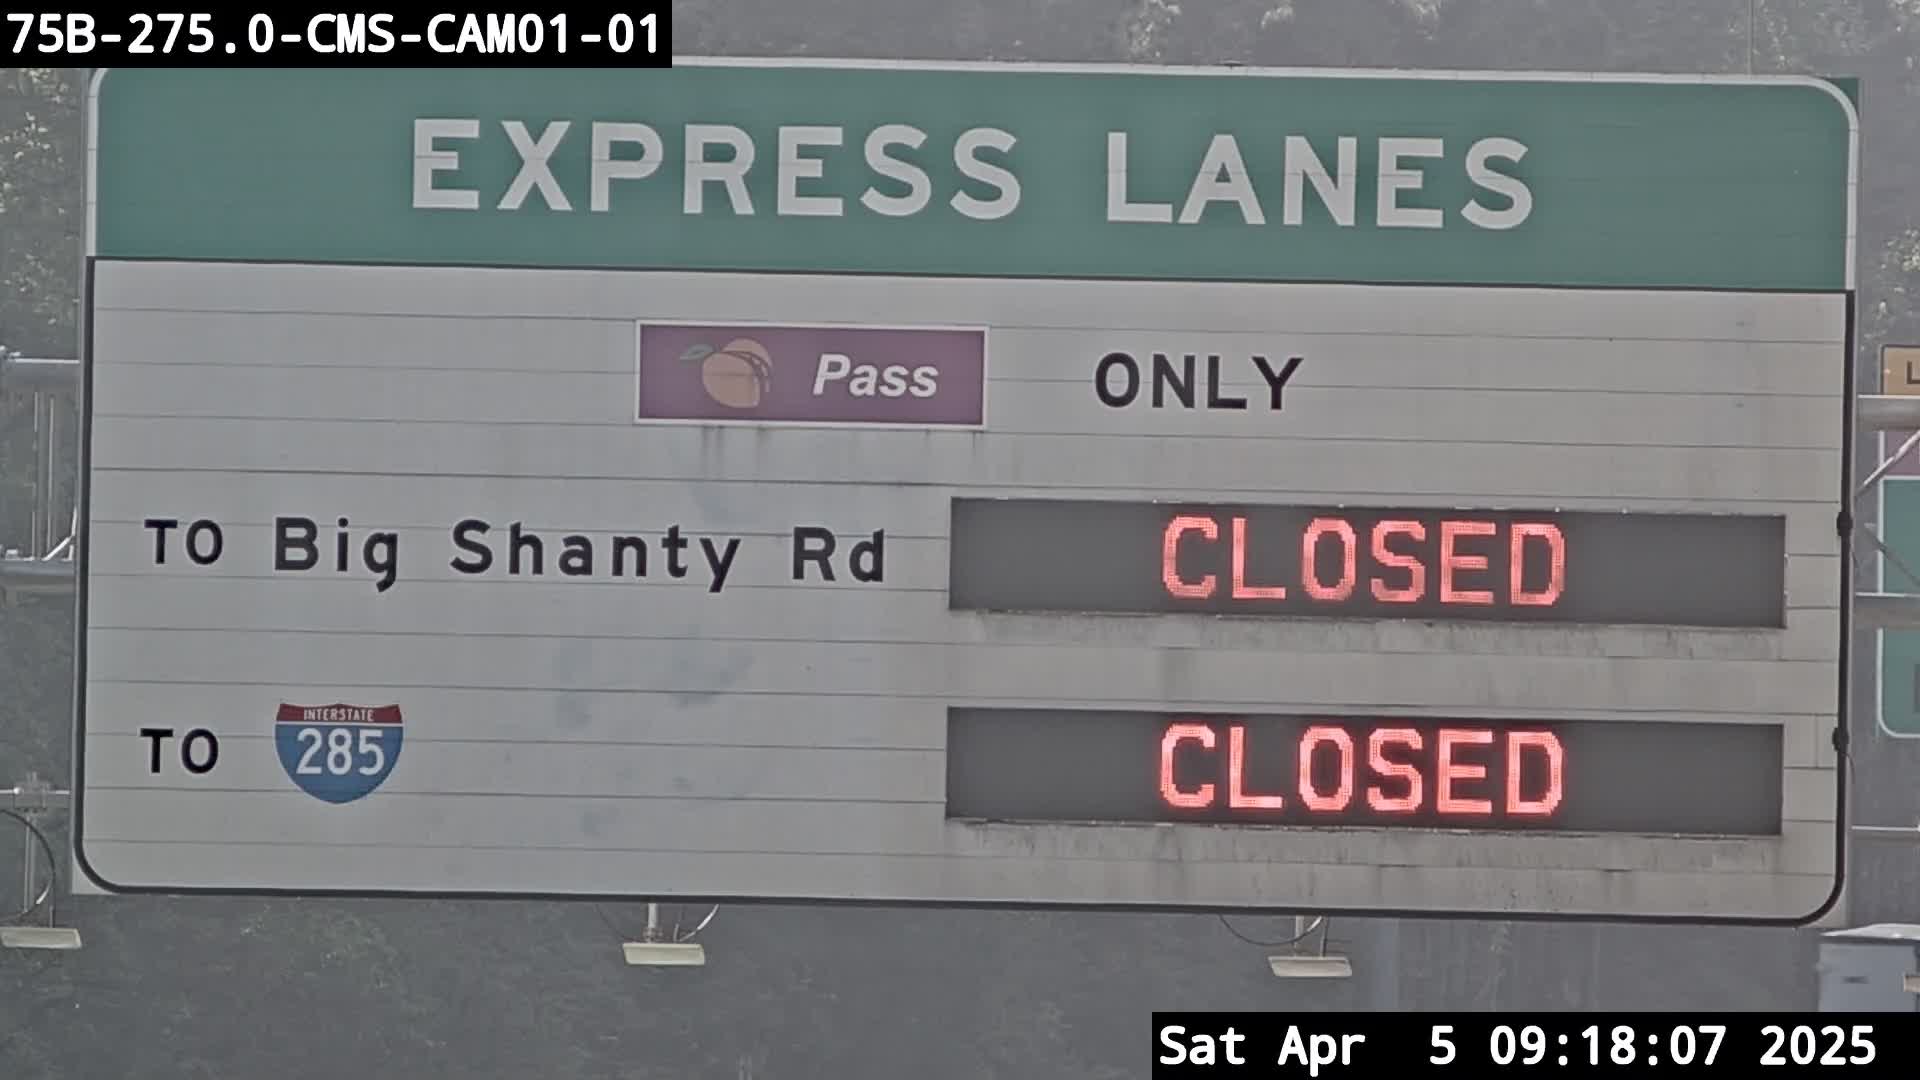 75B-275.0-CMS-CAM01-01
EXPRESS LANES
Pass ONLY
TO Big Shanty Rd CLOSED
TO INTERSTATE 285 CLOSED
Sat Apr 5 09:18:07 2025